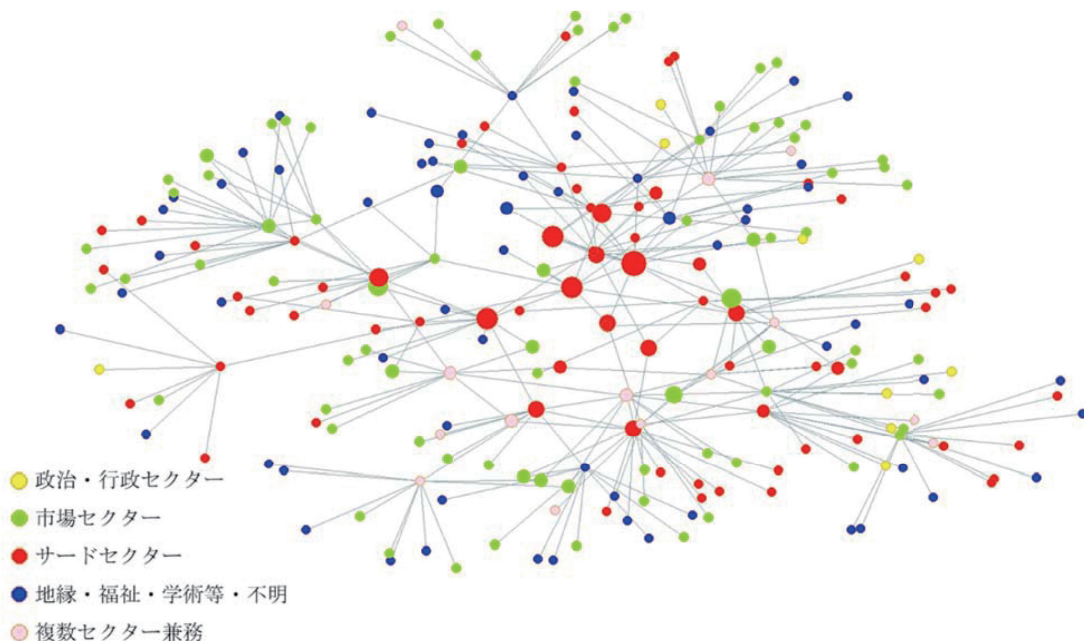 政治・行政セクター
市場セクター
サードセクター
地縁・福祉・学術等・不明
複数セクター兼務